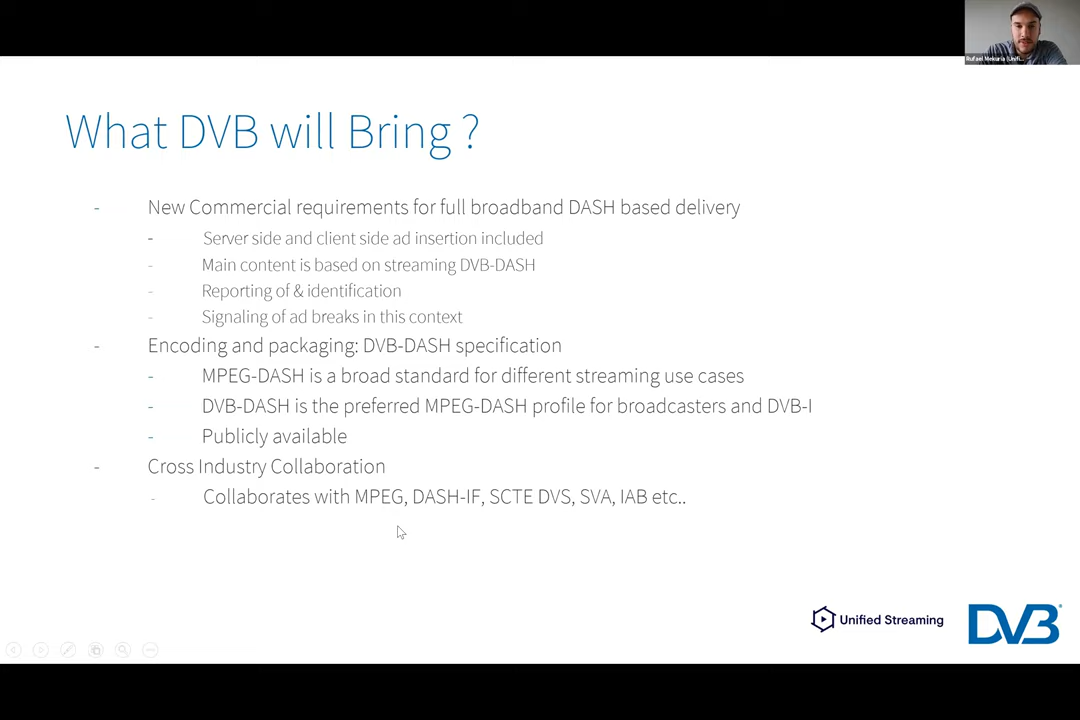 Rufael Mekuria (Unifi...
What DVB will Bring ?
- New Commercial requirements for full broadband DASH based delivery
- Server side and client side ad insertion included
- Main content is based on streaming DVB-DASH
- Reporting of & identification
- Signaling of ad breaks in this context
- Encoding and packaging: DVB-DASH specification
- MPEG-DASH is a broad standard for different streaming use cases
- DVB-DASH is the preferred MPEG-DASH profile for broadcasters and DVB-I
- Publicly available
- Cross Industry Collaboration
- Collaborates with MPEG, DASH-IF, SCTE DVS, SVA, IAB etc..
Unified Streaming
DVB®